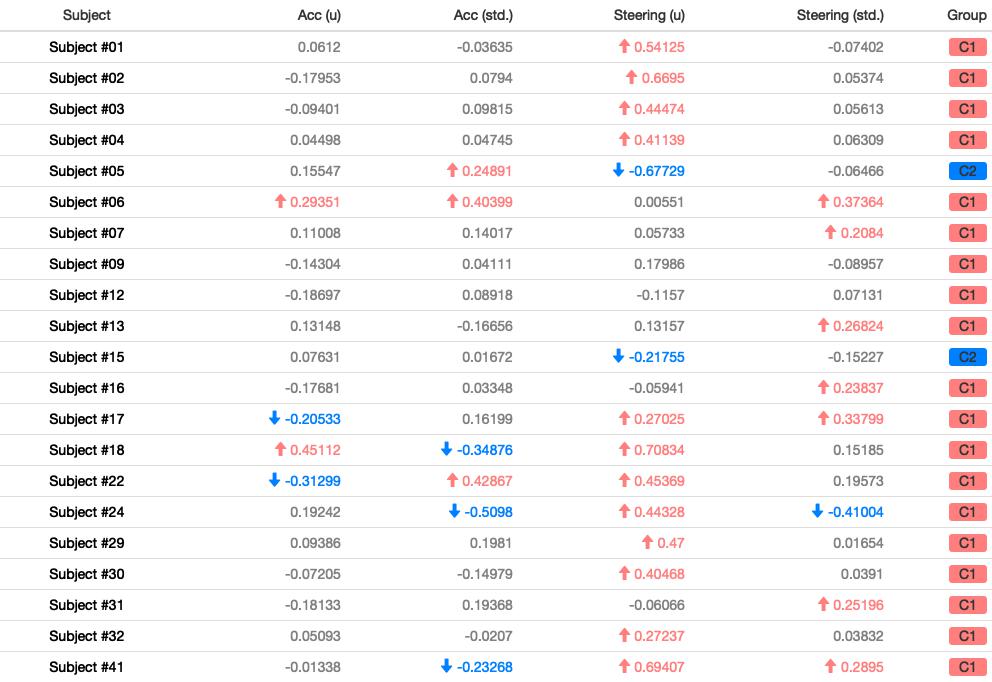 Subject Acc (u) Acc (std.) Steering (u) Steering (std.) Group
Subject #01 0.0612 -0.03635 0.54125 -0.07402 C1
Subject #02 -0.17953 0.0794 0.6695 0.05374 C1
Subject #03 -0.09401 0.09815 0.44474 0.05613 C1
Subject #04 0.04498 0.04745 0.41139 0.06309 C1
Subject #05 0.15547 0.24891 -0.67729 -0.06466 C2
Subject #06 0.29351 0.40399 0.00551 0.37364 C1
Subject #07 0.11008 0.14017 0.05733 0.2084 C1
Subject #09 -0.14304 0.04111 0.17986 -0.08957 C1
Subject #12 -0.18697 0.08918 -0.1157 0.07131 C1
Subject #13 0.13148 -0.16656 0.13157 0.26824 C1
Subject #15 0.07631 0.01672 -0.21755 -0.15227 C2
Subject #16 -0.17681 0.03348 -0.05941 0.23837 C1
Subject #17 -0.20533 0.16199 0.27025 0.33799 C1
Subject #18 0.45112 -0.34876 0.70834 0.15185 C1
Subject #22 -0.31299 0.42867 0.45369 0.19573 C1
Subject #24 0.19242 -0.5098 0.44328 -0.41004 C1
Subject #29 0.09386 0.1981 0.47 0.01654 C1
Subject #30 -0.07205 -0.14979 0.40468 0.0391 C1
Subject #31 -0.18133 0.19368 -0.06066 0.25196 C1
Subject #32 0.05093 -0.0207 0.27237 0.03832 C1
Subject #41 -0.01338 -0.23268 0.69407 0.2895 C1